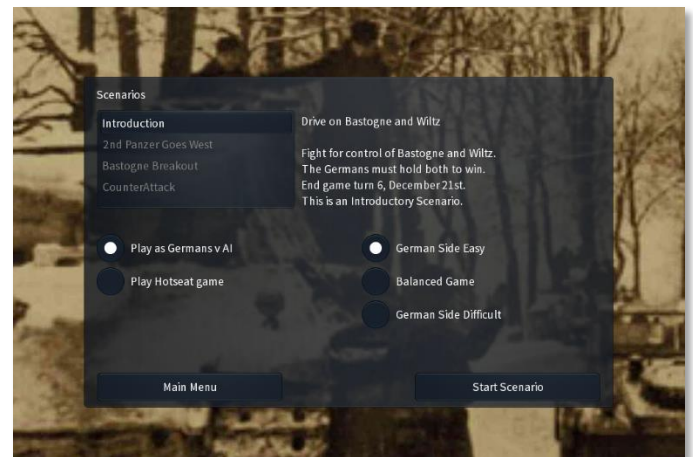 Scenarios
Introduction
2nd Panzer Goes West
Bastogne Breakout
CounterAttack
Drive on Bastogne and Wiltz
Fight for control of Bastogne and Wiltz.
The Germans must hold both to win.
End game turn 6, December 21st.
This is an Introductory Scenario.
Play as Germans v AI
Play Hotseat game
German Side Easy
Balanced Game
German Side Difficult
Main Menu
Start Scenario